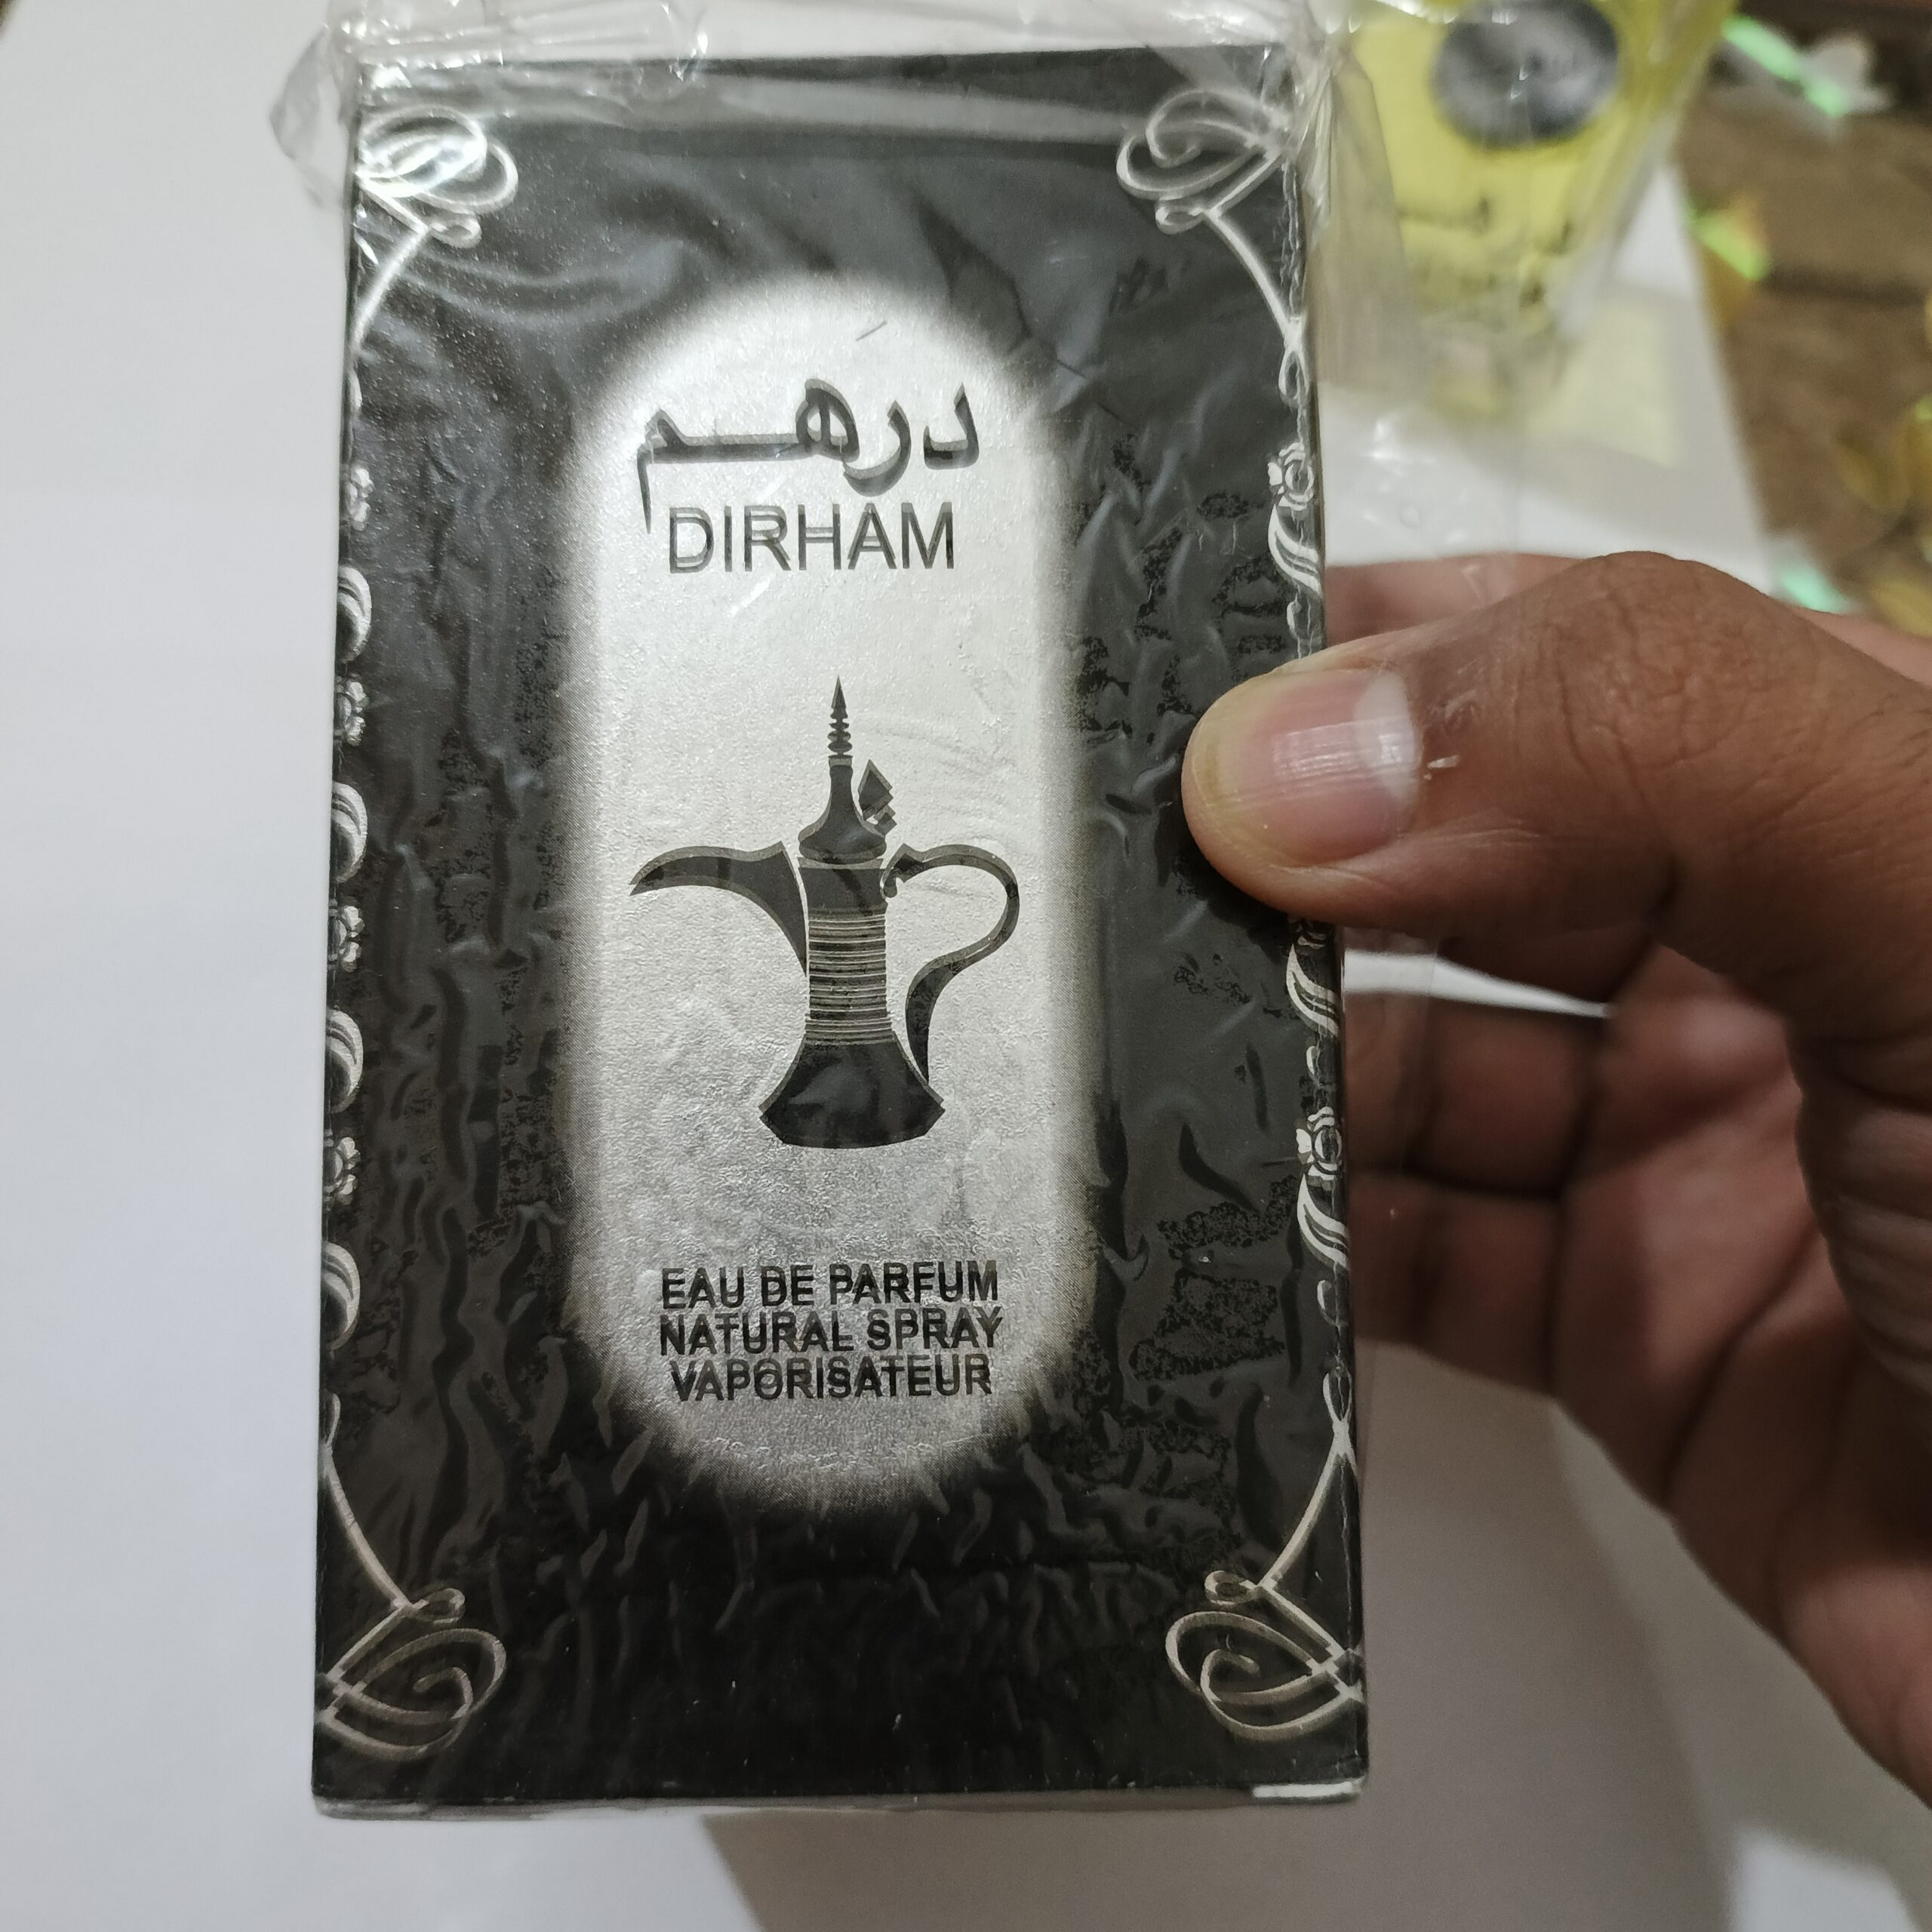 درهم
DIRHAM
EAU DE PARFUM
NATURAL SPRAY
VAPORISATEUR